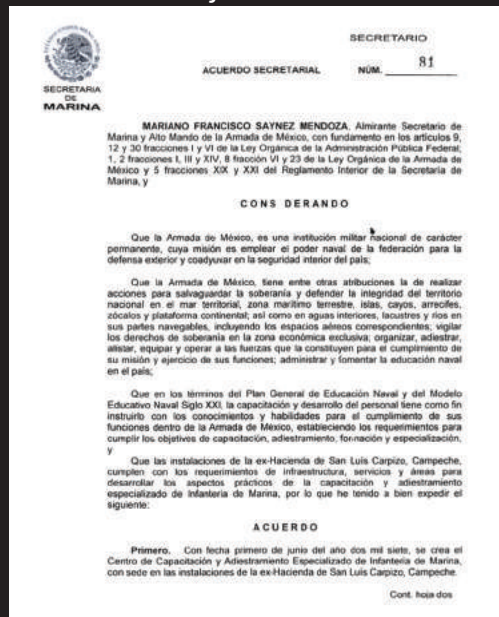 SECRETARIO
ACUERDO SECRETARIAL NÚM. 81
SECRETARIA
DE
MARINA
MARIANO FRANCISCO SAYNEZ MENDOZA, Almirante Secretario de
Marina y Alto Mando de la Armada de México, con fundamento en los artículos 9,
12 y 30 fracciones I y VI de la Ley Orgánica de la Administración Pública Federal;
1, 2 fracciones I, III y XIV, 8 fracción VI y 23 de la Ley Orgánica de la Armada de
México y 5 fracciones XIX y XXI del Reglamento Interior de la Secretaría de
Marina, y
CONS DERANDO
Que la Armada de México, es una institución militar nacional de carácter
permanente, cuya misión es emplear el poder naval de la federación para la
defensa exterior y coadyuvar en la seguridad interior del país;
Que la Armada de México, tiene entre otras atribuciones la de realizar
acciones para salvaguardar la soberanía y defender la integridad del territorio
nacional en el mar territorial, zona marítimo terrestre, islas, cayos, arrecifes,
zócalos y plataforma continental; así como en aguas interiores, lacustres y ríos en
sus partes navegables, incluyendo los espacios aéreos correspondientes; vigilar
los derechos de soberanía en la zona económica exclusiva; organizar, adiestrar,
alistar, equipar y operar a las fuerzas que la constituyen para el cumplimiento de
su misión y ejercicio de sus funciones; administrar y fomentar la educación naval
en el país;
Que en los términos del Plan General de Educación Naval y del Modelo
Educativo Naval Siglo XXI, la capacitación y desarrollo del personal tiene como fin
instruirlo con los conocimientos y habilidades para el cumplimiento de sus
funciones dentro de la Armada de México, estableciendo los requerimientos para
cumplir los objetivos de capacitación, adiestramiento, formación y especialización,
y
Que las instalaciones de la ex-Hacienda de San Luis Carpizo, Campeche,
cumplen con los requerimientos de infraestructura, servicios y áreas para
desarrollar los aspectos prácticos de la capacitación y adiestramiento
especializado de Infantería de Marina, por lo que he tenido a bien expedir el
siguiente:
ACUERDO
Primero. Con fecha primero de junio del año dos mil siete, se crea el
Centro de Capacitación y Adiestramiento Especializado de Infantería de Marina,
con sede en las instalaciones de la ex-Hacienda de San Luis Carpizo, Campeche.
Cont. hoja dos